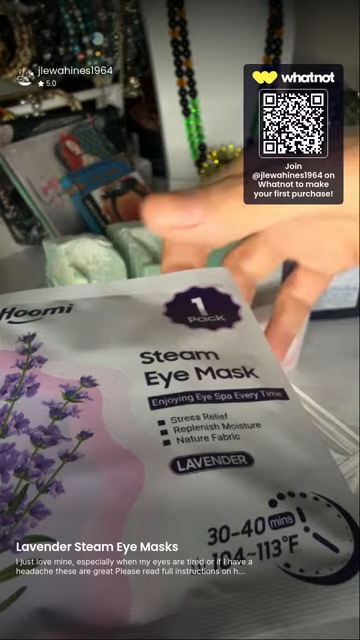 jlewahines1964
5.0
whatnot
Join
@jlewahines1964 on
Whatnot to make
your first purchase!
Hoomi
1
PACK
Steam
Eye Mask
Enjoying Eye Spa Every Time
Stress Relief
Replenish Moisture
Nature Fabric
LAVENDER
30-40 mins
104-113°F
Lavender Steam Eye Masks
I just love mine, especially when my eyes are tired or if I have a
headache these are great Please read full instructions on h...